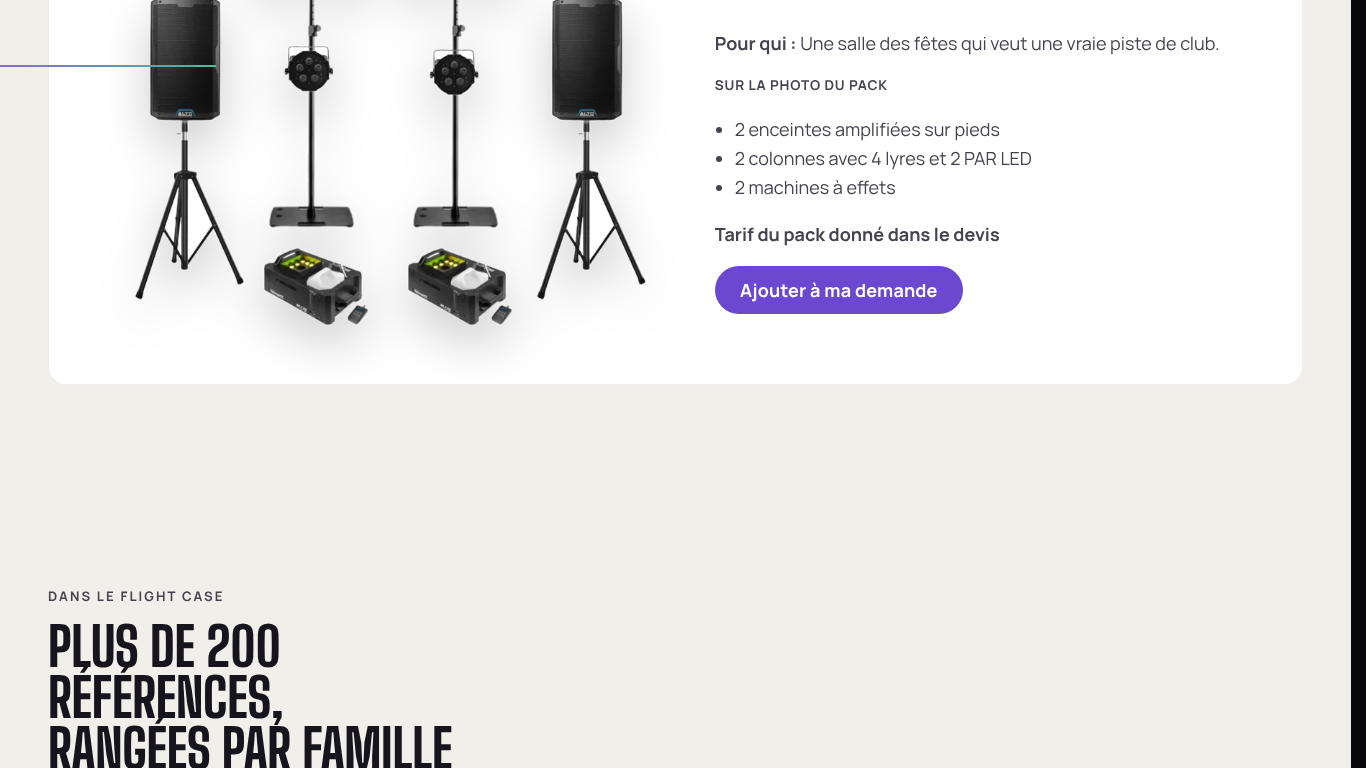 Pour qui : Une salle des fêtes qui veut une vraie piste de club.
SUR LA PHOTO DU PACK
2 enceintes amplifiées sur pieds
2 colonnes avec 4 lyres et 2 PAR LED
2 machines à effets
Tarif du pack donné dans le devis
Ajouter à ma demande
DANS LE FLIGHT CASE
PLUS DE 200
RÉFÉRENCES,
RANGÉES PAR FAMILLE